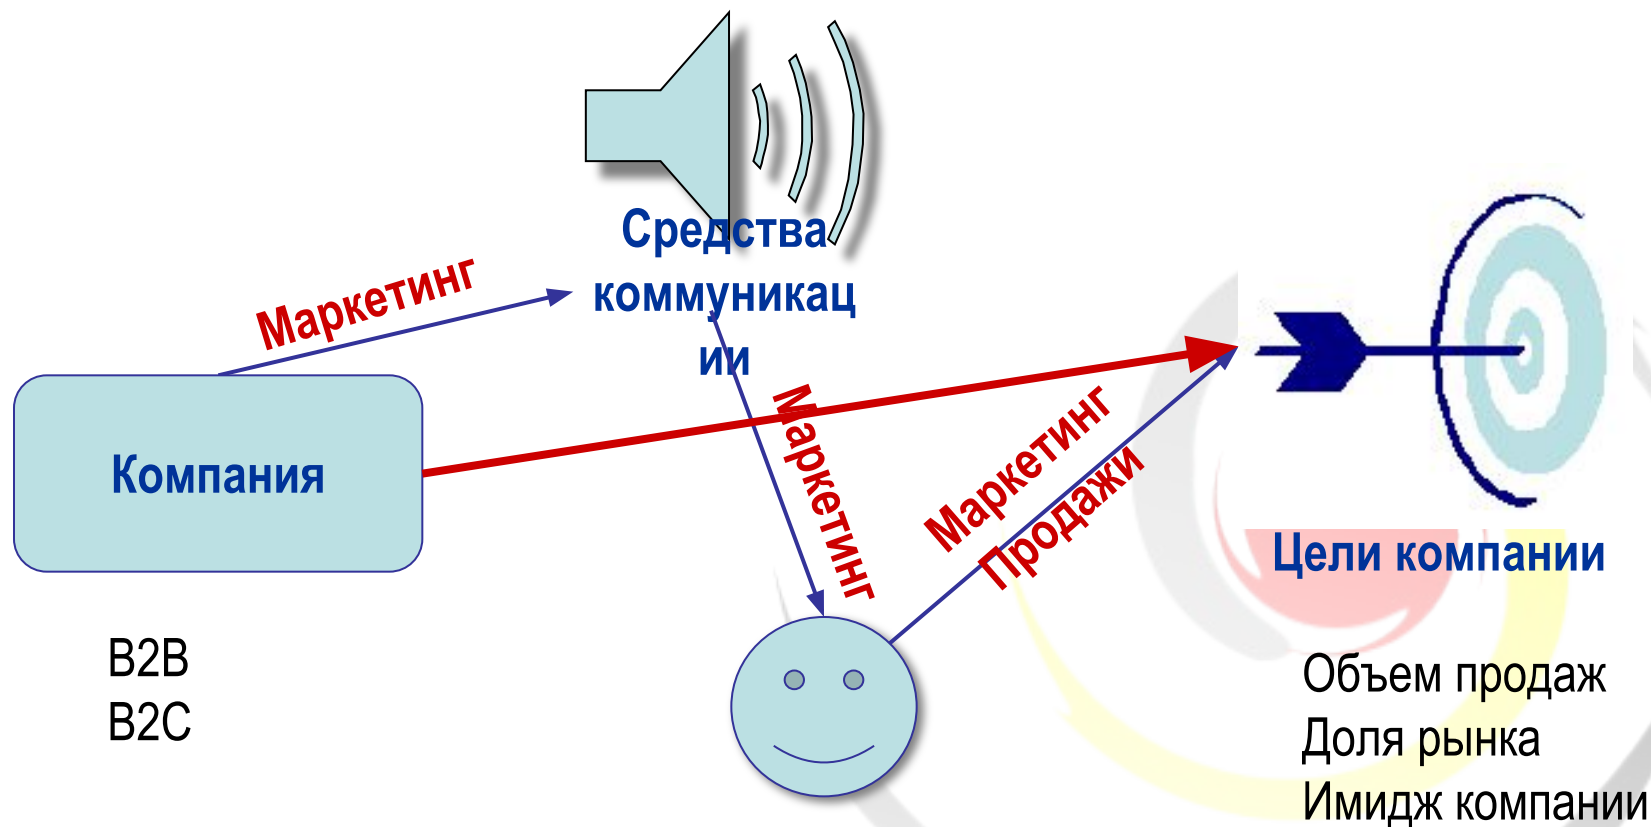 Средства
коммуникац
ии
Маркетинг
Маркетинг
Маркетинг
Продажи
Компания
Цели компании
B2B
B2C
Объем продаж
Доля рынка
Имидж компании